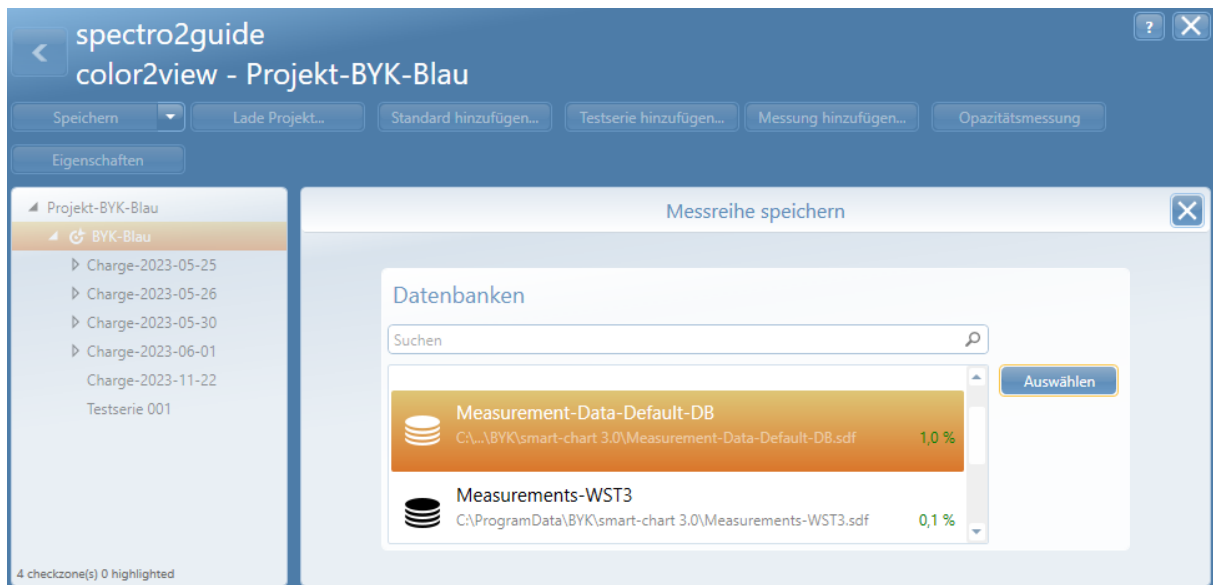 spectro2guide
color2view - Projekt-BYK-Blau
?
Speichern
Lade Projekt...
Standard hinzufügen...
Testserie hinzufügen...
Messung hinzufügen...
Opazitätsmessung
Eigenschaften
Projekt-BYK-Blau
BYK-Blau
Charge-2023-05-25
Charge-2023-05-26
Charge-2023-05-30
Charge-2023-06-01
Charge-2023-11-22
Testserie 001
4 checkzone(s) 0 highlighted
Messreihe speichern
Datenbanken
Suchen
Auswählen
Measurement-Data-Default-DB
C:\...\BYK\smart-chart 3.0\Measurement-Data-Default-DB.sdf 1,0 %
Measurements-WST3
C:\ProgramData\BYK\smart-chart 3.0\Measurements-WST3.sdf 0,1 %